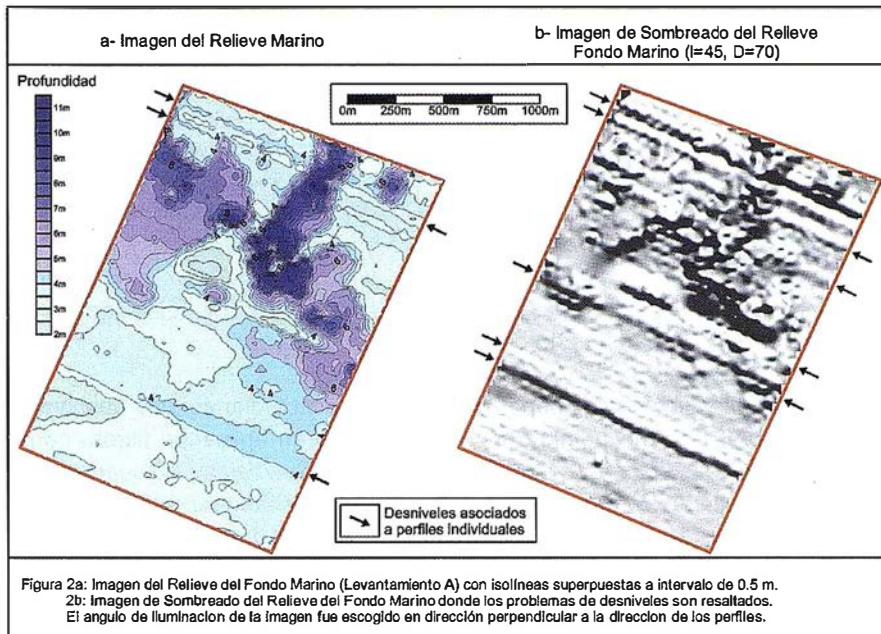 a- Imagen del Relieve Marino
b- Imagen de Sombreado del Relieve
Fondo Marino (I=45, D=70)
Profundidad
11m
10m
9m
8m
7m
6m
5m
4m
3m
2m
0m 250m 500m 750m 1000m
Desniveles asociados
a perfiles individuales
Figura 2a: Imagen del Relieve del Fondo Marino (Levantamiento A) con isolíneas superpuestas a intervalo de 0.5 m.
2b: Imagen de Sombreado del Relieve del Fondo Marino donde los problemas de desniveles son resaltados.
El angulo de iluminacion de la imagen fue escogido en dirección perpendicular a la direccion de los perfiles.